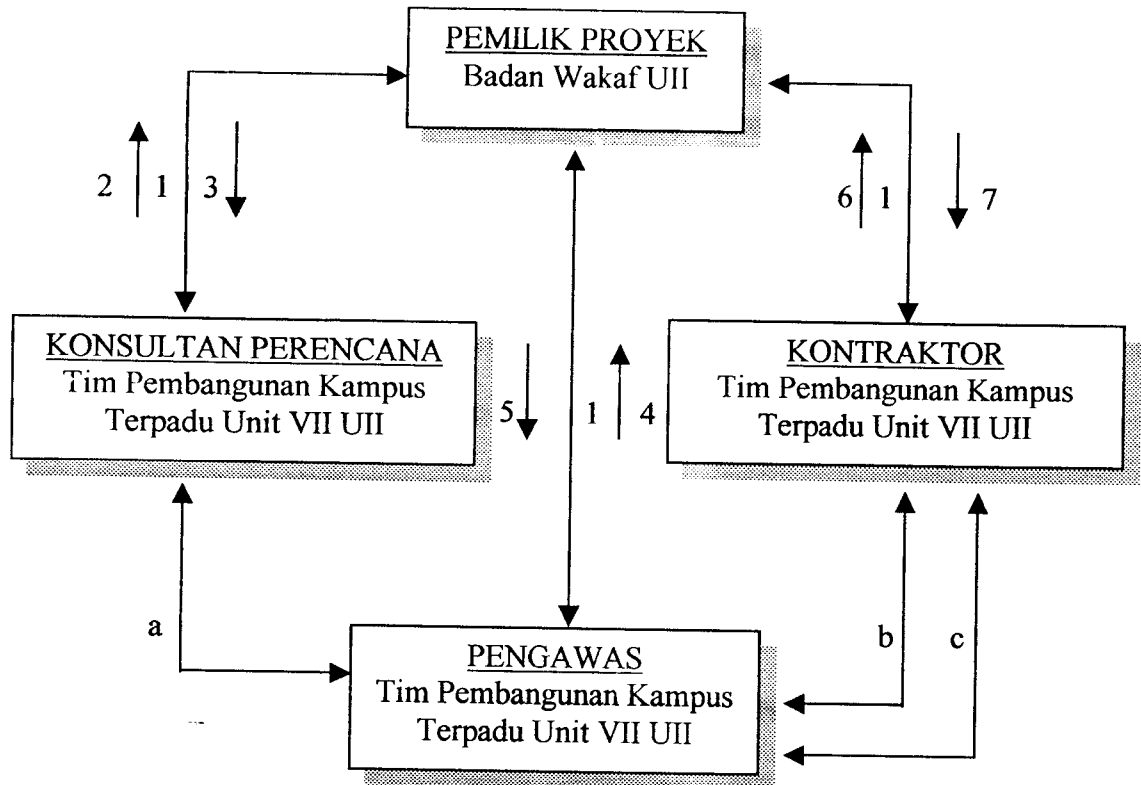 PEMILIK PROYEK
Badan Wakaf UII
2 1 3
6 1 7
KONSULTAN PERENCANA
Tim Pembangunan Kampus
Terpadu Unit VII UII
5 1 4
KONTRAKTOR
Tim Pembangunan Kampus
Terpadu Unit VII UII
a
b c
PENGAWAS
Tim Pembangunan Kampus
Terpadu Unit VII UII